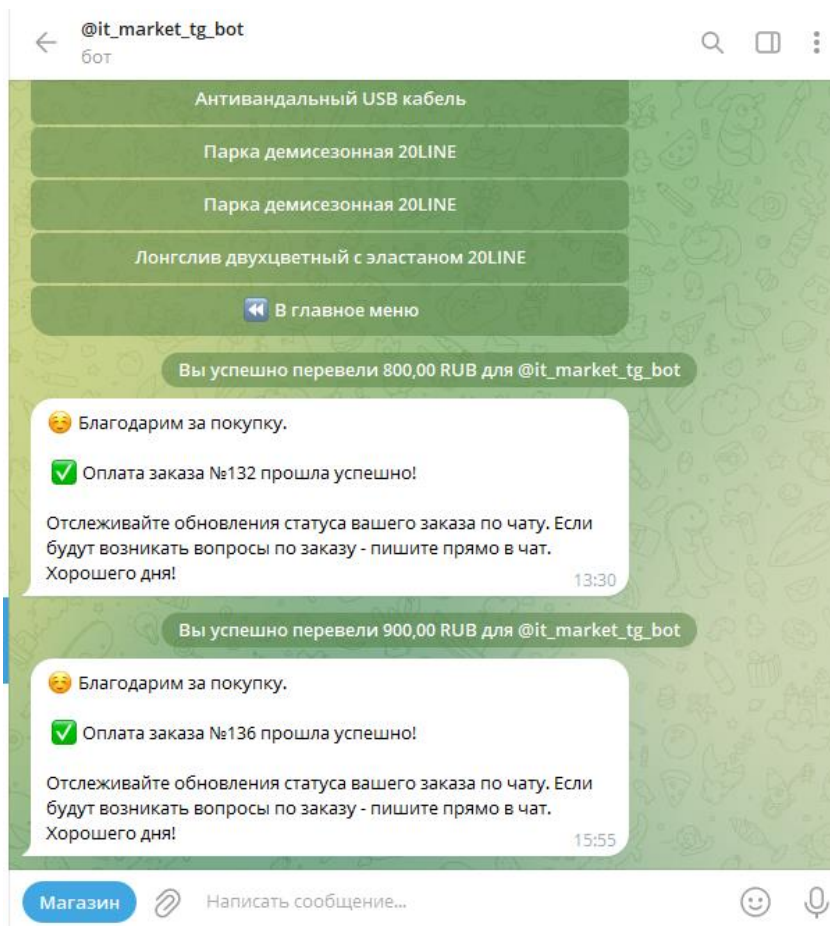 @it_market_tg_bot
бот
Антивандальный USB кабель
Парка демисезонная 20LINE
Парка демисезонная 20LINE
Лонгслив двухцветный с эластаном 20LINE
⏪ В главное меню
Вы успешно перевели 800,00 RUB для @it_market_tg_bot
☺️ Благодарим за покупку.
✅ Оплата заказа №132 прошла успешно!
Отслеживайте обновления статуса вашего заказа по чату. Если
будут возникать вопросы по заказу - пишите прямо в чат.
Хорошего дня!
13:30
Вы успешно перевели 900,00 RUB для @it_market_tg_bot
☺️ Благодарим за покупку.
✅ Оплата заказа №136 прошла успешно!
Отслеживайте обновления статуса вашего заказа по чату. Если
будут возникать вопросы по заказу - пишите прямо в чат.
Хорошего дня!
15:55
Магазин
Написать сообщение...